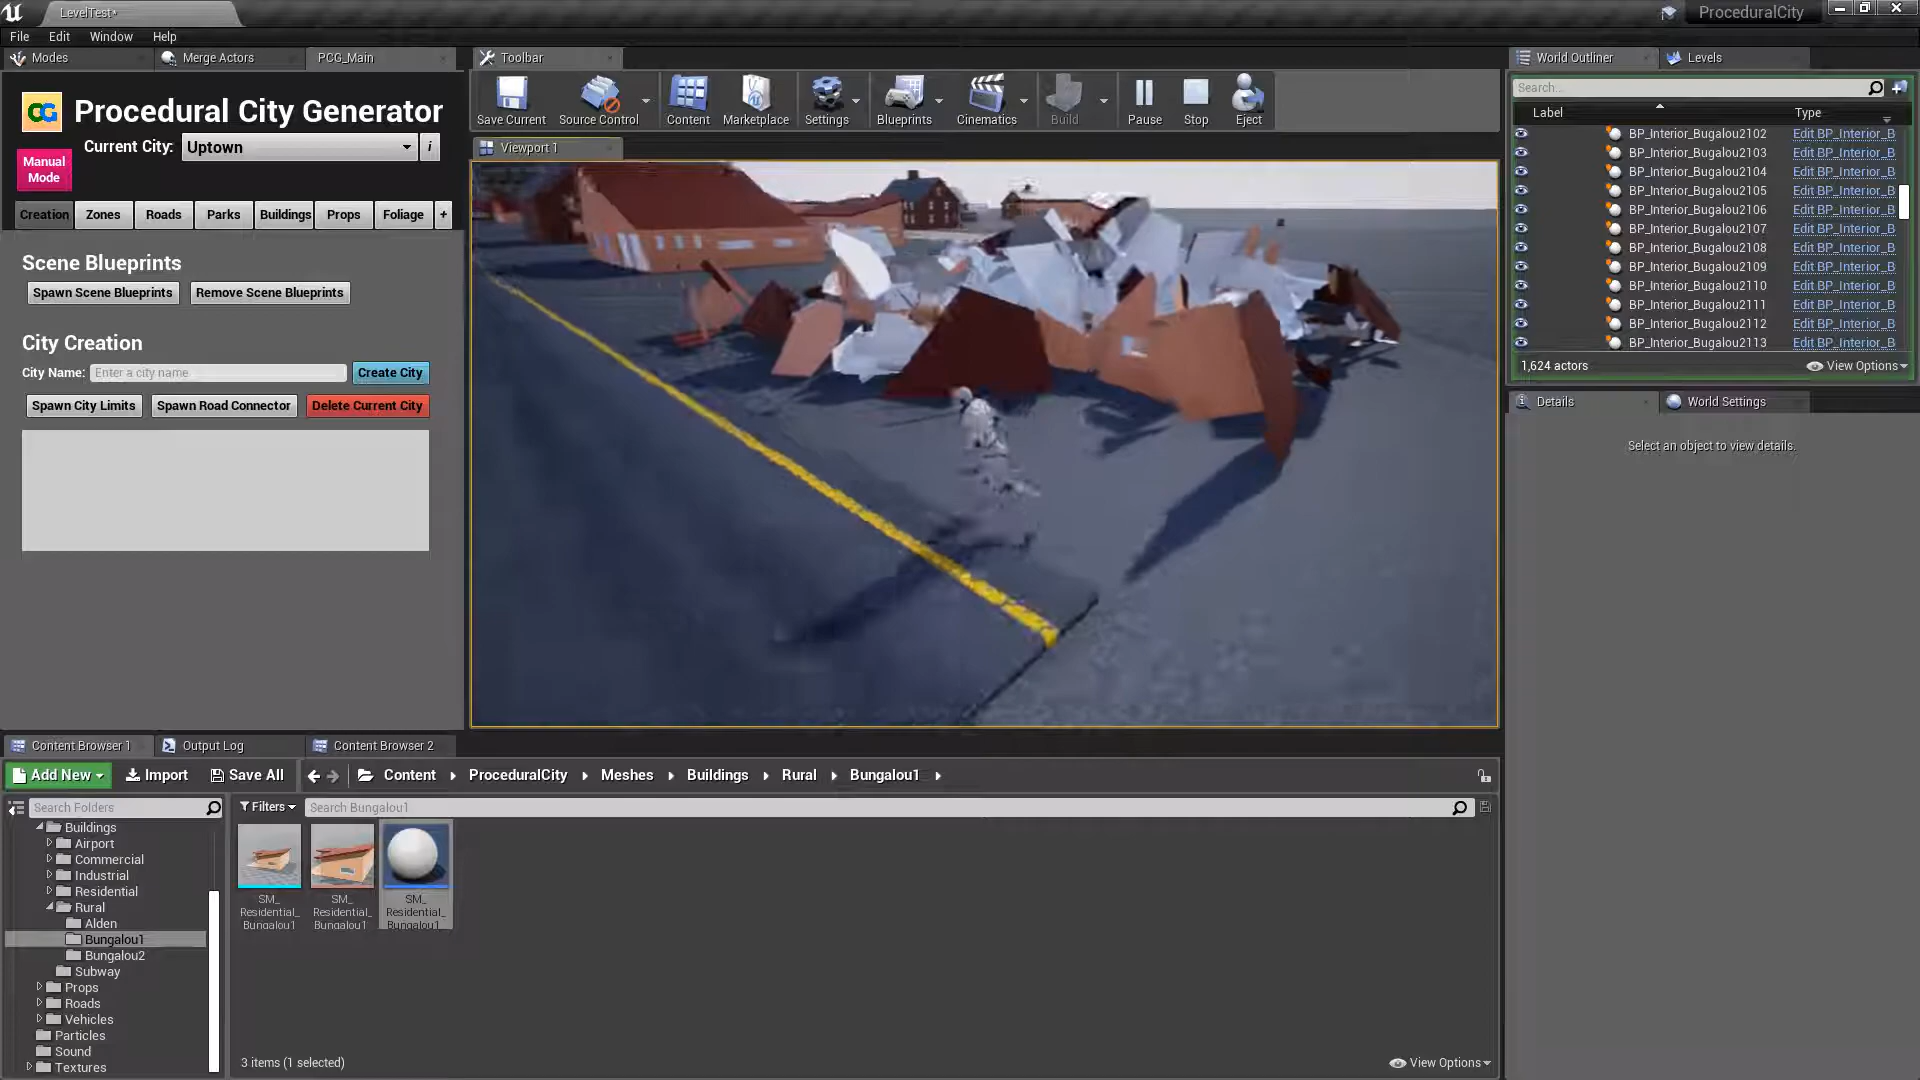 LevelTest*
ProceduralCity
File Edit Window Help
Modes
Merge Actors
PCG_Main
Toolbar
World Outliner
Levels
CG
Procedural City Generator
Current City: Uptown i
Manual Mode
Save Current
Source Control
Content
Marketplace
Settings
Blueprints
Cinematics
Build
Pause
Stop
Eject
Search...
Label Type
Viewport 1
BP_Interior_Bugalou2102 Edit BP_Interior_B
BP_Interior_Bugalou2103 Edit BP_Interior_B
BP_Interior_Bugalou2104 Edit BP_Interior_B
BP_Interior_Bugalou2105 Edit BP_Interior_B
BP_Interior_Bugalou2106 Edit BP_Interior_B
BP_Interior_Bugalou2107 Edit BP_Interior_B
BP_Interior_Bugalou2108 Edit BP_Interior_B
BP_Interior_Bugalou2109 Edit BP_Interior_B
BP_Interior_Bugalou2110 Edit BP_Interior_B
BP_Interior_Bugalou2111 Edit BP_Interior_B
BP_Interior_Bugalou2112 Edit BP_Interior_B
BP_Interior_Bugalou2113 Edit BP_Interior_B
1,624 actors View Options
Creation Zones Roads Parks Buildings Props Foliage +
Scene Blueprints
Spawn Scene Blueprints Remove Scene Blueprints
City Creation
City Name: Enter a city name Create City
Spawn City Limits Spawn Road Connector Delete Current City
Details
World Settings
Select an object to view details.
Content Browser 1
Output Log
Content Browser 2
Add New Import Save All Content ProceduralCity Meshes Buildings Rural Bungalou1
Search Folders
Filters Search Bungalou1
Buildings
Airport
Commercial
Industrial
Residential
Rural
Alden
Bungalou1
Bungalou2
Subway
Props
Roads
Vehicles
Particles
Sound
Textures
SM_
Residential_
Bungalou1
SM_
Residential_
Bungalou1
SM_
Residential_
Bungalou1
3 items (1 selected)
View Options